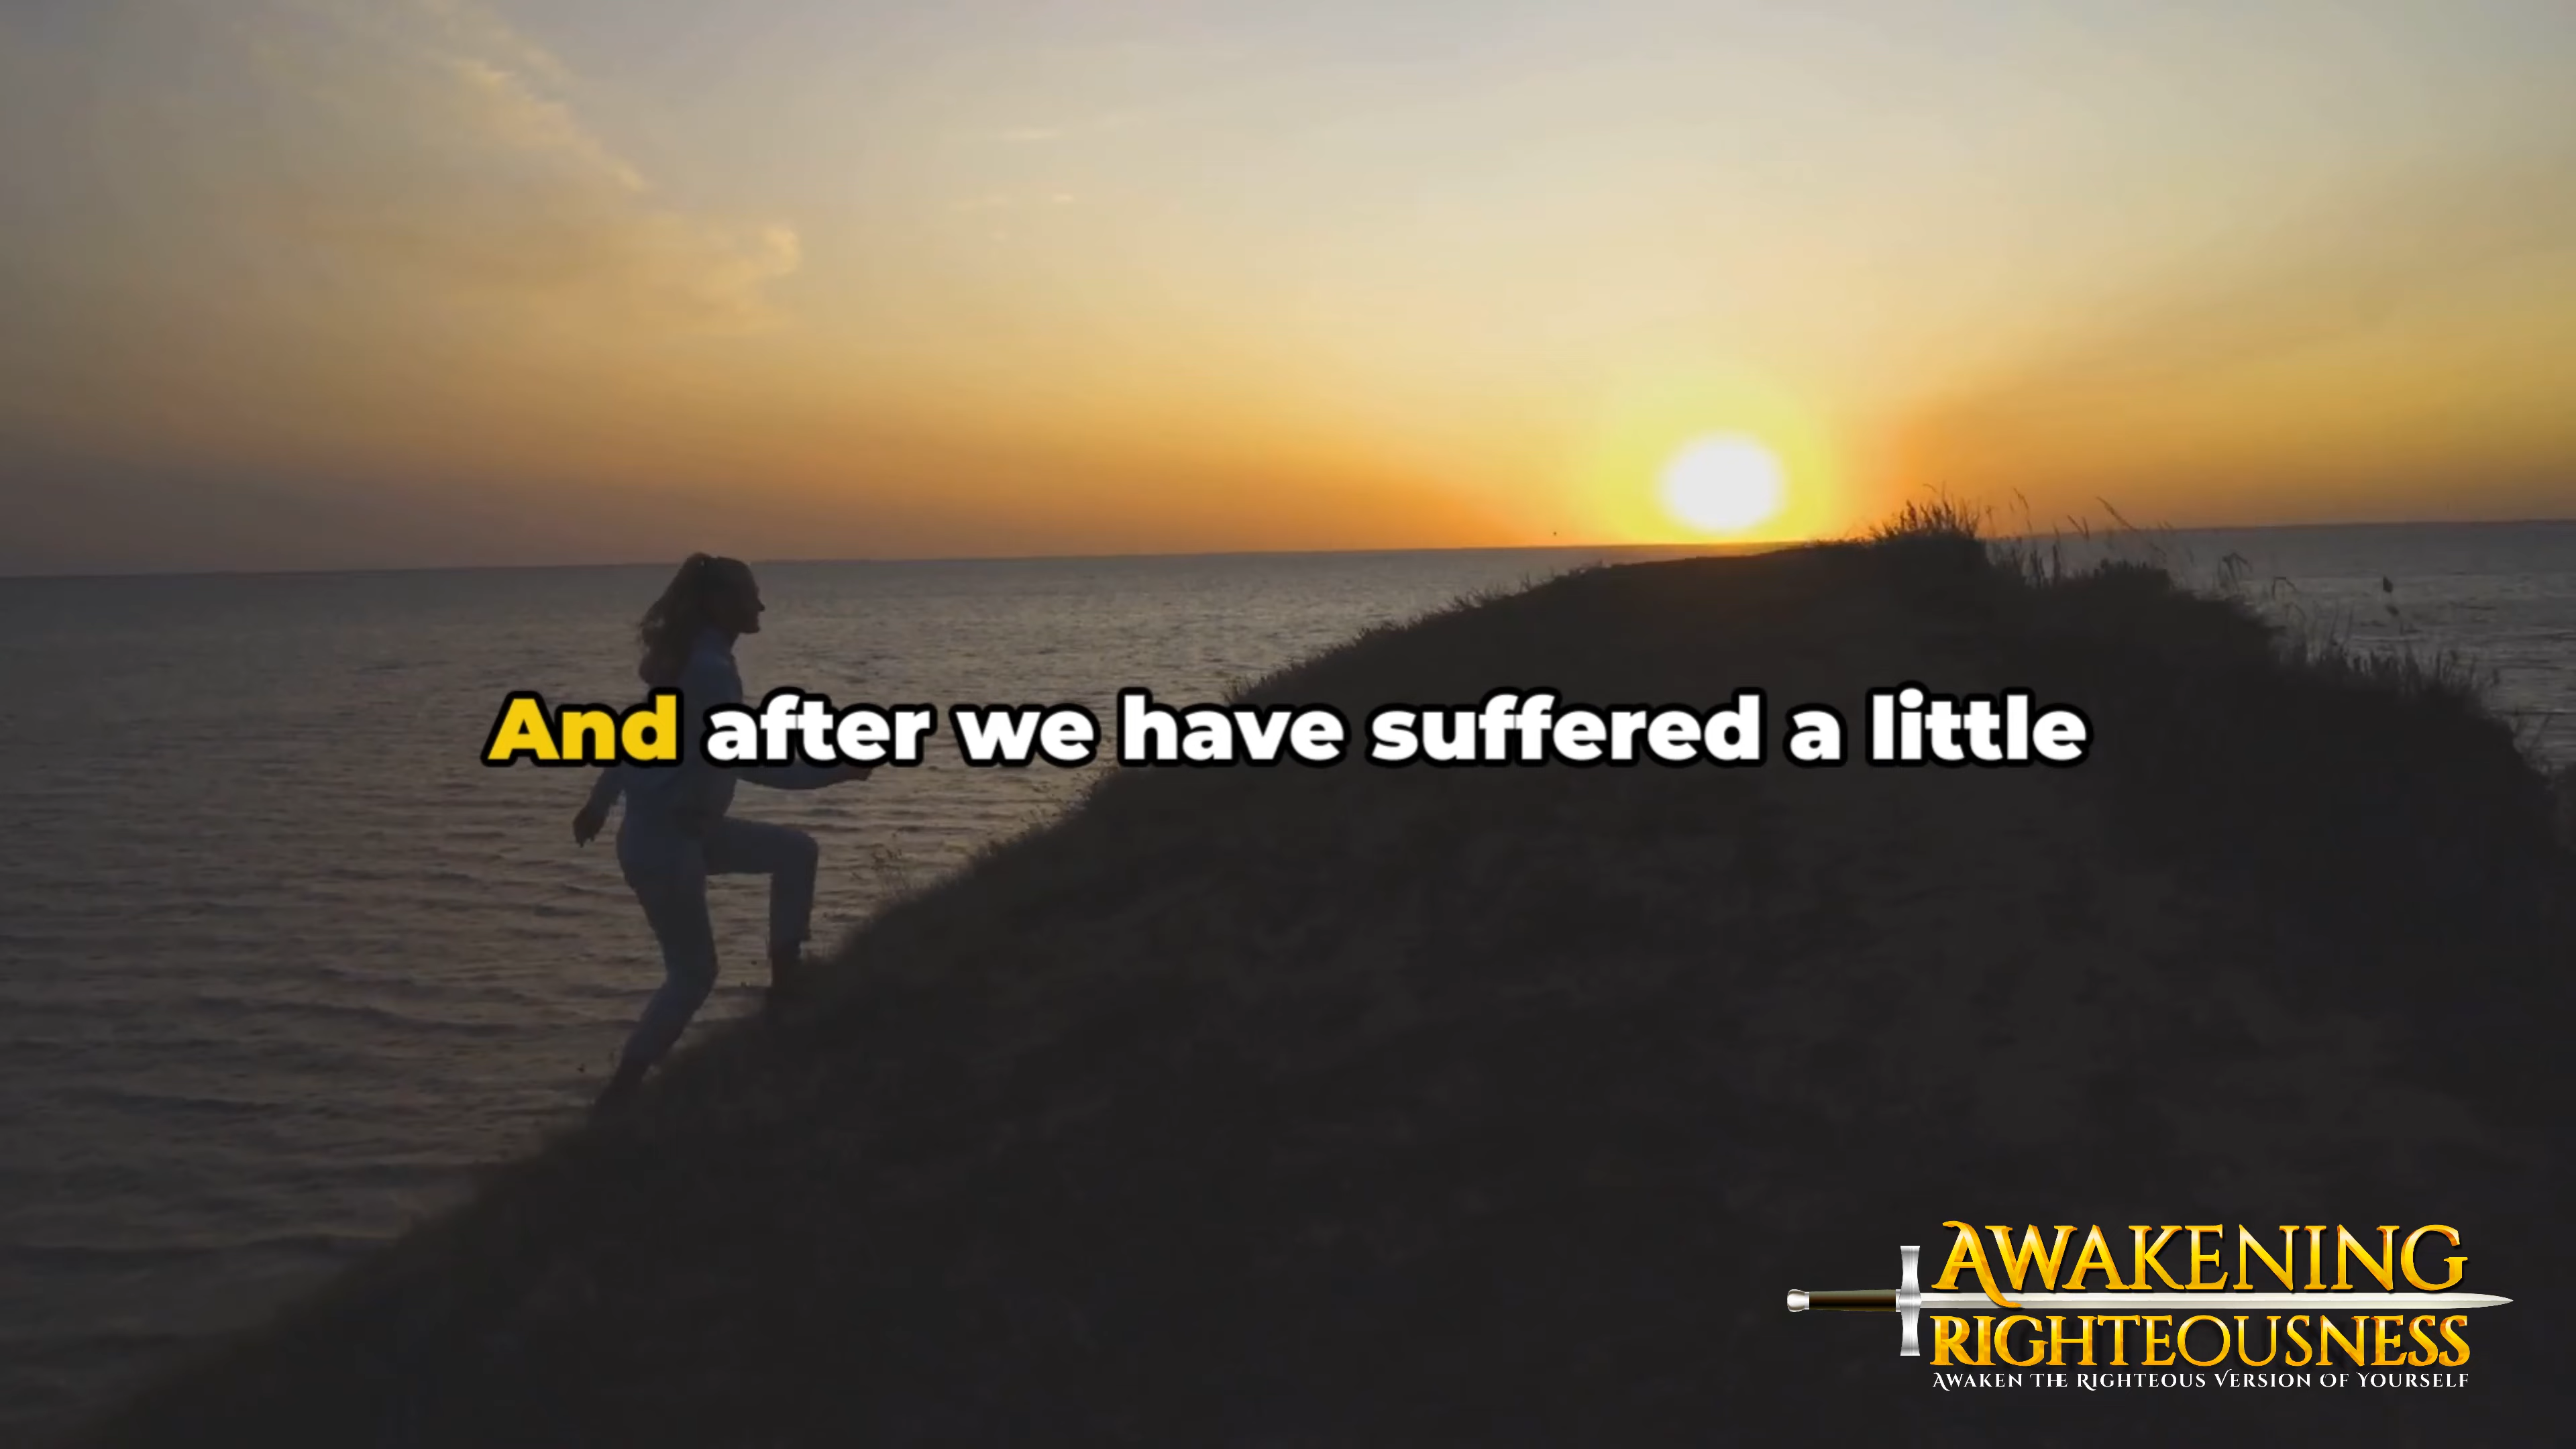 And after we have suffered a little
AWAKENING
RIGHTEOUSNESS
AWAKEN THE RIGHTEOUS VERSION OF YOURSELF